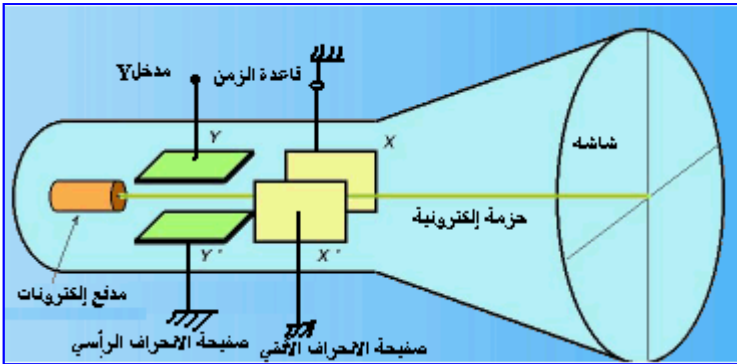 مدخلY
قاعدة الزمن
Y
X
شاشه
حزمة إلكترونية
Y'
X'
مدفع إلكترونات
صفيحة الانحراف الرأسي
صفيحة الانحراف الأفقي